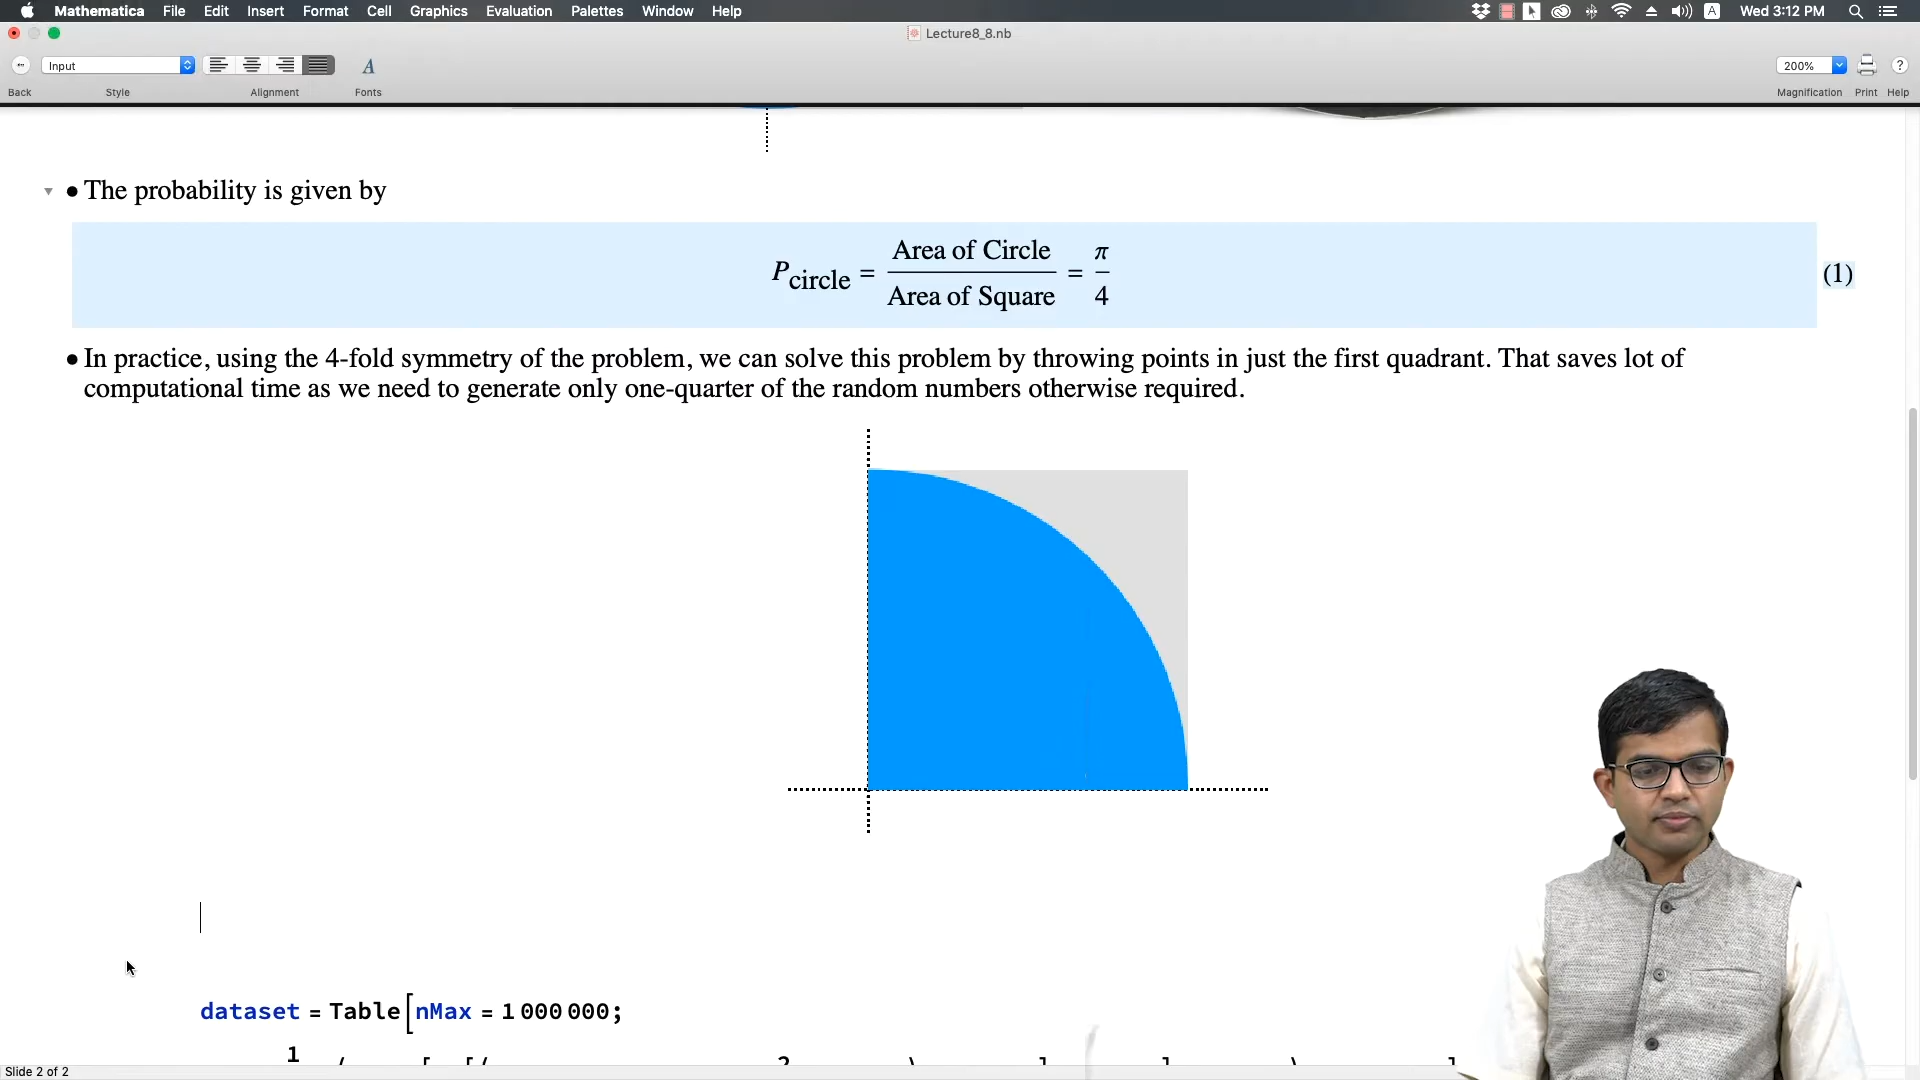 Mathematica File Edit Insert Format Cell Graphics Evaluation Palettes Window Help A Wed 3:12 PM
Lecture8_8.nb
Input 200% ?
Back Style Alignment Fonts Magnification Print Help
• The probability is given by
P circle = Area of Circle / Area of Square = π / 4 (1)
• In practice, using the 4-fold symmetry of the problem, we can solve this problem by throwing points in just the first quadrant. That saves lot of
computational time as we need to generate only one-quarter of the random numbers otherwise required.
dataset = Table[nMax = 1 000 000;
1
Slide 2 of 2